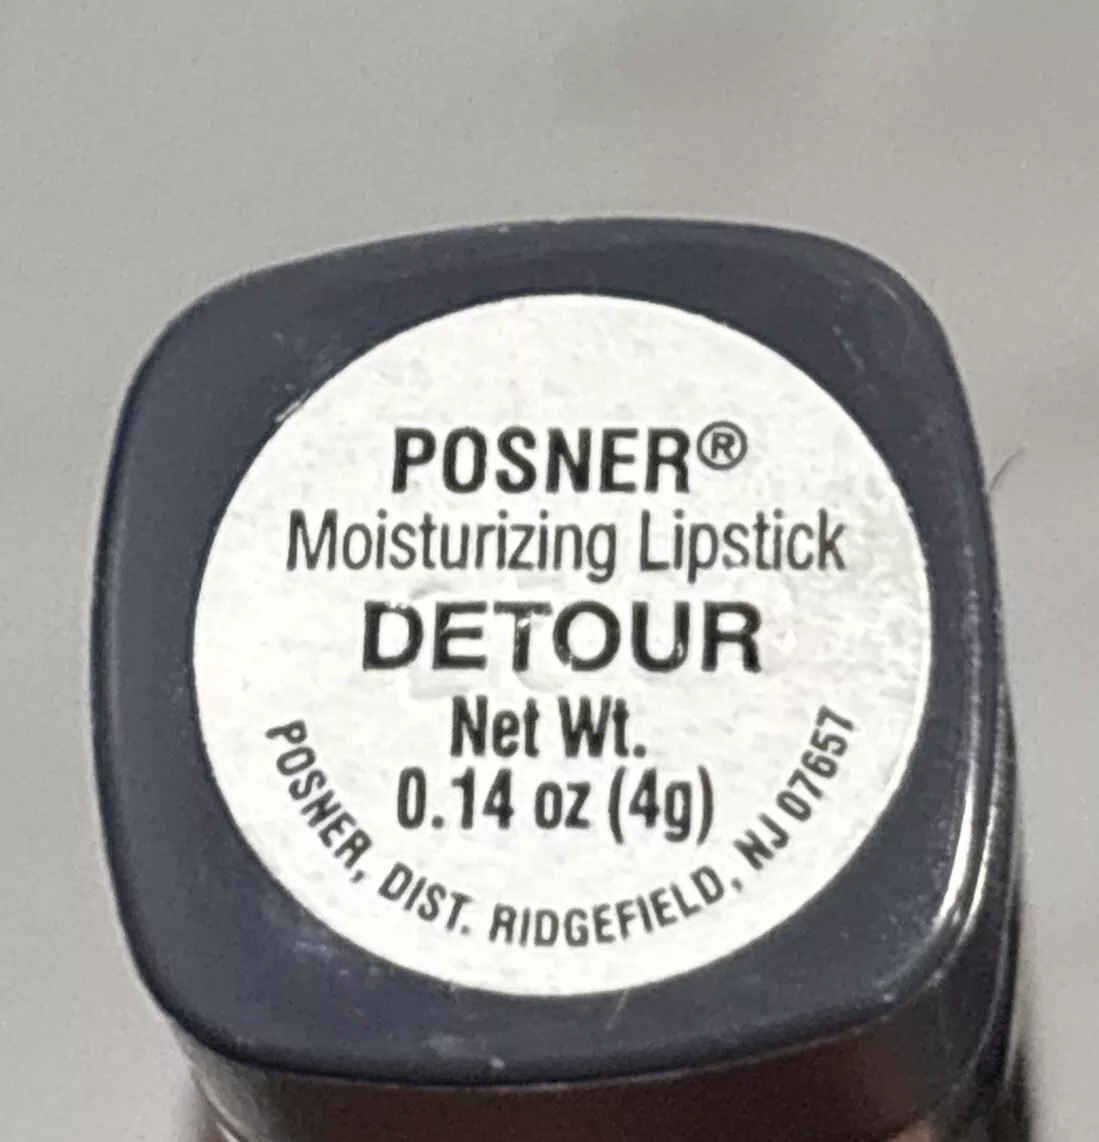 POSNER®
Moisturizing Lipstick
DETOUR
Net Wt.
0.14 oz (4g)
POSNER, DIST. RIDGEFIELD, NJ 07657